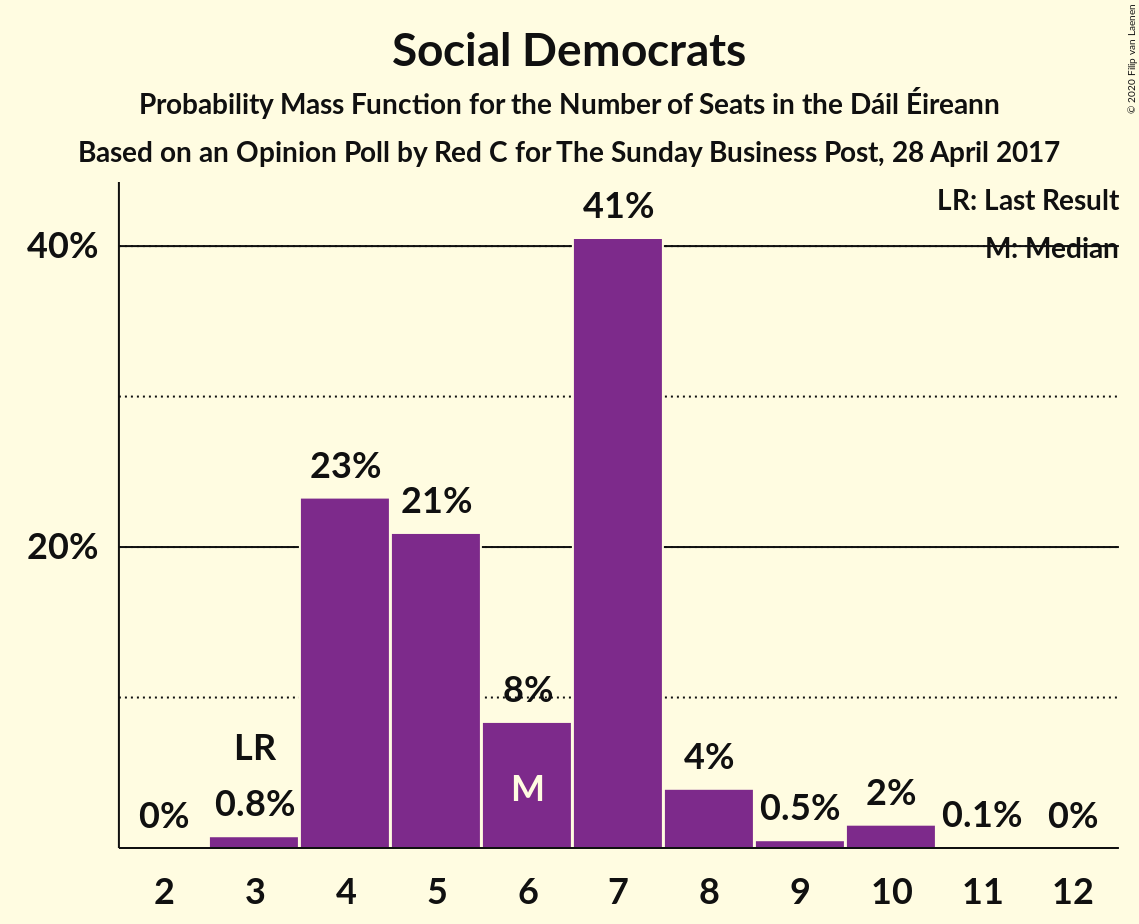 Social Democrats
Probability Mass Function for the Number of Seats in the Dáil Éireann
Based on an Opinion Poll by Red C for The Sunday Business Post, 28 April 2017
© 2020 Filip van Laenen
LR: Last Result
M: Median
40%
20%
0%
LR
0.8%
23%
21%
8%
M
41%
4%
0.5%
2%
0.1%
0%
2 3 4 5 6 7 8 9 10 11 12